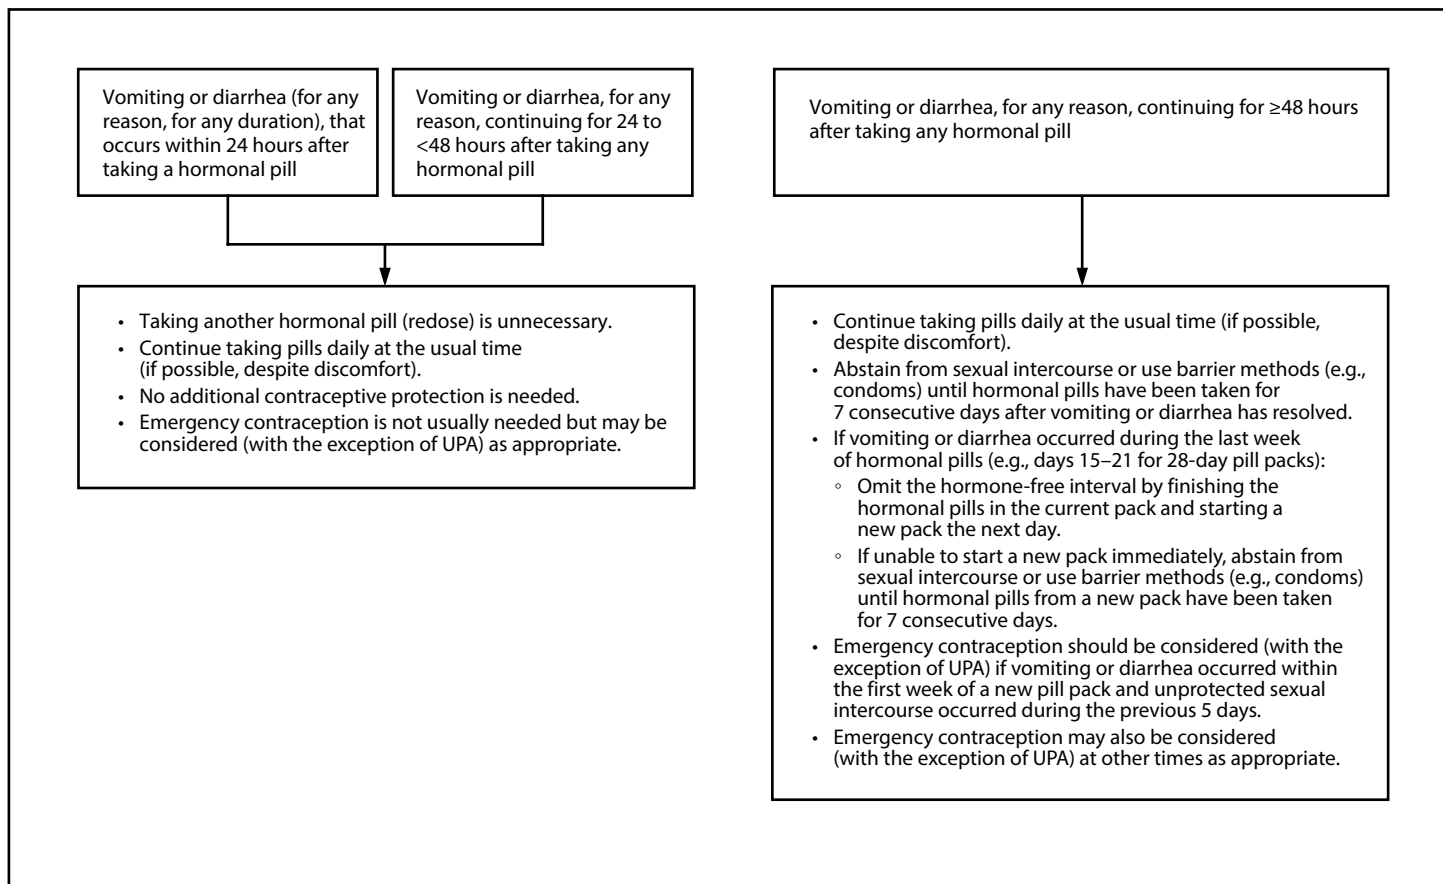 Vomiting or diarrhea (for any
reason, for any duration), that
occurs within 24 hours after
taking a hormonal pill
Vomiting or diarrhea, for any
reason, continuing for 24 to
<48 hours after taking any
hormonal pill
Vomiting or diarrhea, for any reason, continuing for ≥48 hours
after taking any hormonal pill
• Taking another hormonal pill (redose) is unnecessary.
• Continue taking pills daily at the usual time
(if possible, despite discomfort).
• No additional contraceptive protection is needed.
• Emergency contraception is not usually needed but may be
considered (with the exception of UPA) as appropriate.
• Continue taking pills daily at the usual time (if possible,
despite discomfort).
• Abstain from sexual intercourse or use barrier methods (e.g.,
condoms) until hormonal pills have been taken for
7 consecutive days after vomiting or diarrhea has resolved.
• If vomiting or diarrhea occurred during the last week
of hormonal pills (e.g., days 15–21 for 28-day pill packs):
◦ Omit the hormone-free interval by finishing the
hormonal pills in the current pack and starting a
new pack the next day.
◦ If unable to start a new pack immediately, abstain from
sexual intercourse or use barrier methods (e.g., condoms)
until hormonal pills from a new pack have been taken
for 7 consecutive days.
• Emergency contraception should be considered (with the
exception of UPA) if vomiting or diarrhea occurred within
the first week of a new pill pack and unprotected sexual
intercourse occurred during the previous 5 days.
• Emergency contraception may also be considered
(with the exception of UPA) at other times as appropriate.